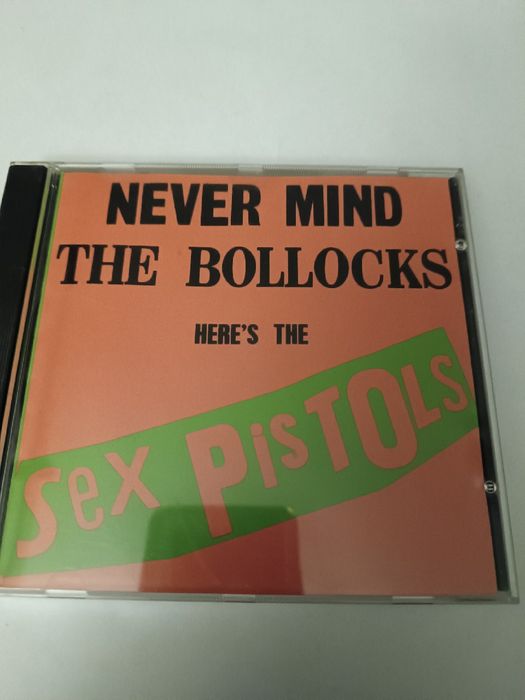 NEVER MIND
THE BOLLOCKS
HERE'S THE
Sex PisTOLs